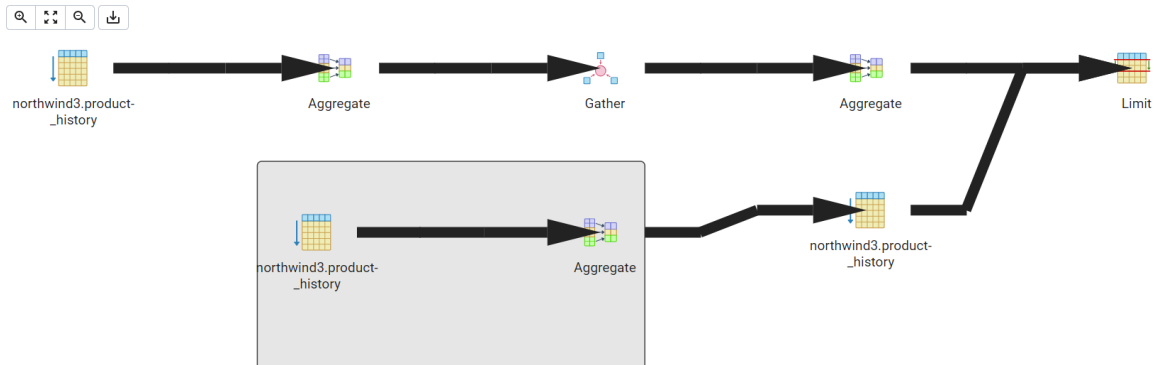 northwind3.product-
_history
Aggregate
Gather
Aggregate
Limit
northwind3.product-
_history
Aggregate
northwind3.product-
_history